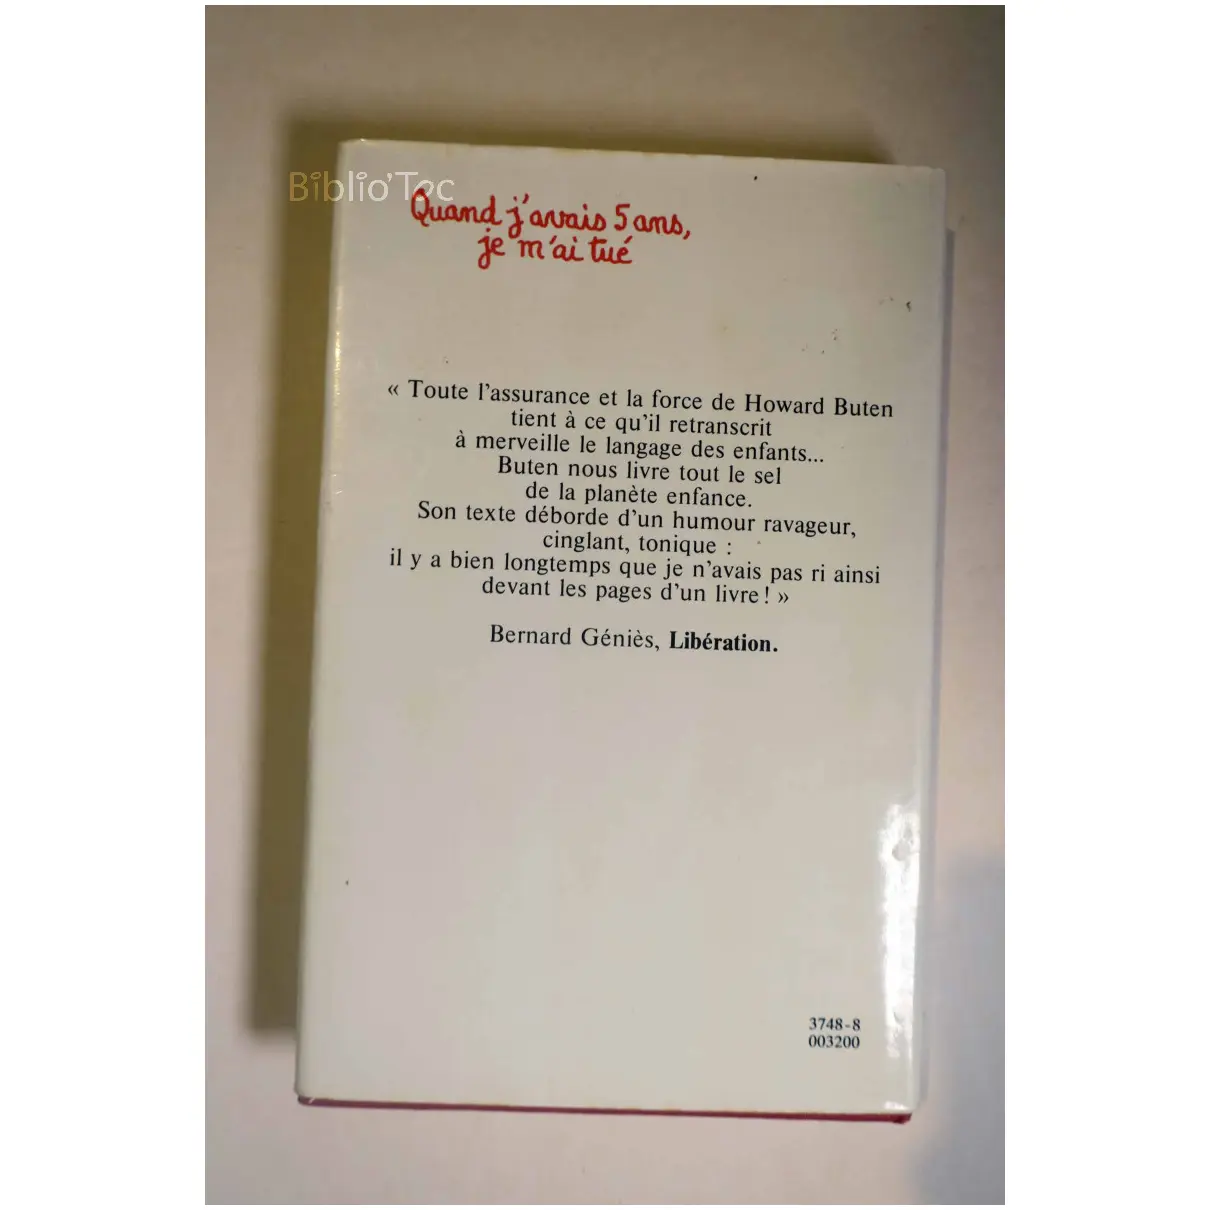 Biblio'Tec
Quand j'avais 5 ans,
je m'ai tué
« Toute l'assurance et la force de Howard Buten
tient à ce qu'il retranscrit
à merveille le langage des enfants...
Buten nous livre tout le sel
de la planète enfance.
Son texte déborde d'un humour ravageur,
cinglant, tonique :
il y a bien longtemps que je n'avais pas ri ainsi
devant les pages d'un livre ! »
Bernard Géniès, Libération.
3748-8
003200